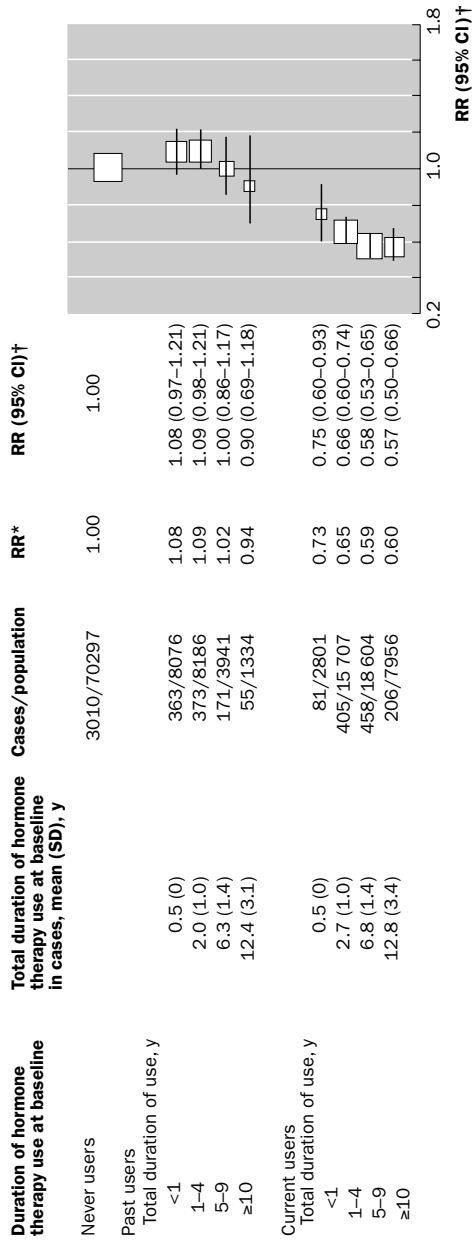 Duration of hormone therapy use at baseline	Total duration of hormone therapy use at baseline in cases, mean (SD), y	Cases/population	RR*	RR (95% CI)†
Never users		3010/70297	1.00	1.00
Past users
Total duration of use, y
<1	0.5 (0)	363/8076	1.08	1.08 (0.97–1.21)
1–4	2.0 (1.0)	373/8186	1.09	1.09 (0.98–1.21)
5–9	6.3 (1.4)	171/3941	1.02	1.00 (0.86–1.17)
≥10	12.4 (3.1)	55/1334	0.94	0.90 (0.69–1.18)
Current users
Total duration of use, y
<1	0.5 (0)	81/2801	0.73	0.75 (0.60–0.93)
1–4	2.7 (1.0)	405/15 707	0.65	0.66 (0.60–0.74)
5–9	6.8 (1.4)	458/18 604	0.59	0.58 (0.53–0.65)
≥10	12.8 (3.4)	206/7956	0.60	0.57 (0.50–0.66)
0.2	1.0	1.8
RR (95% CI)†